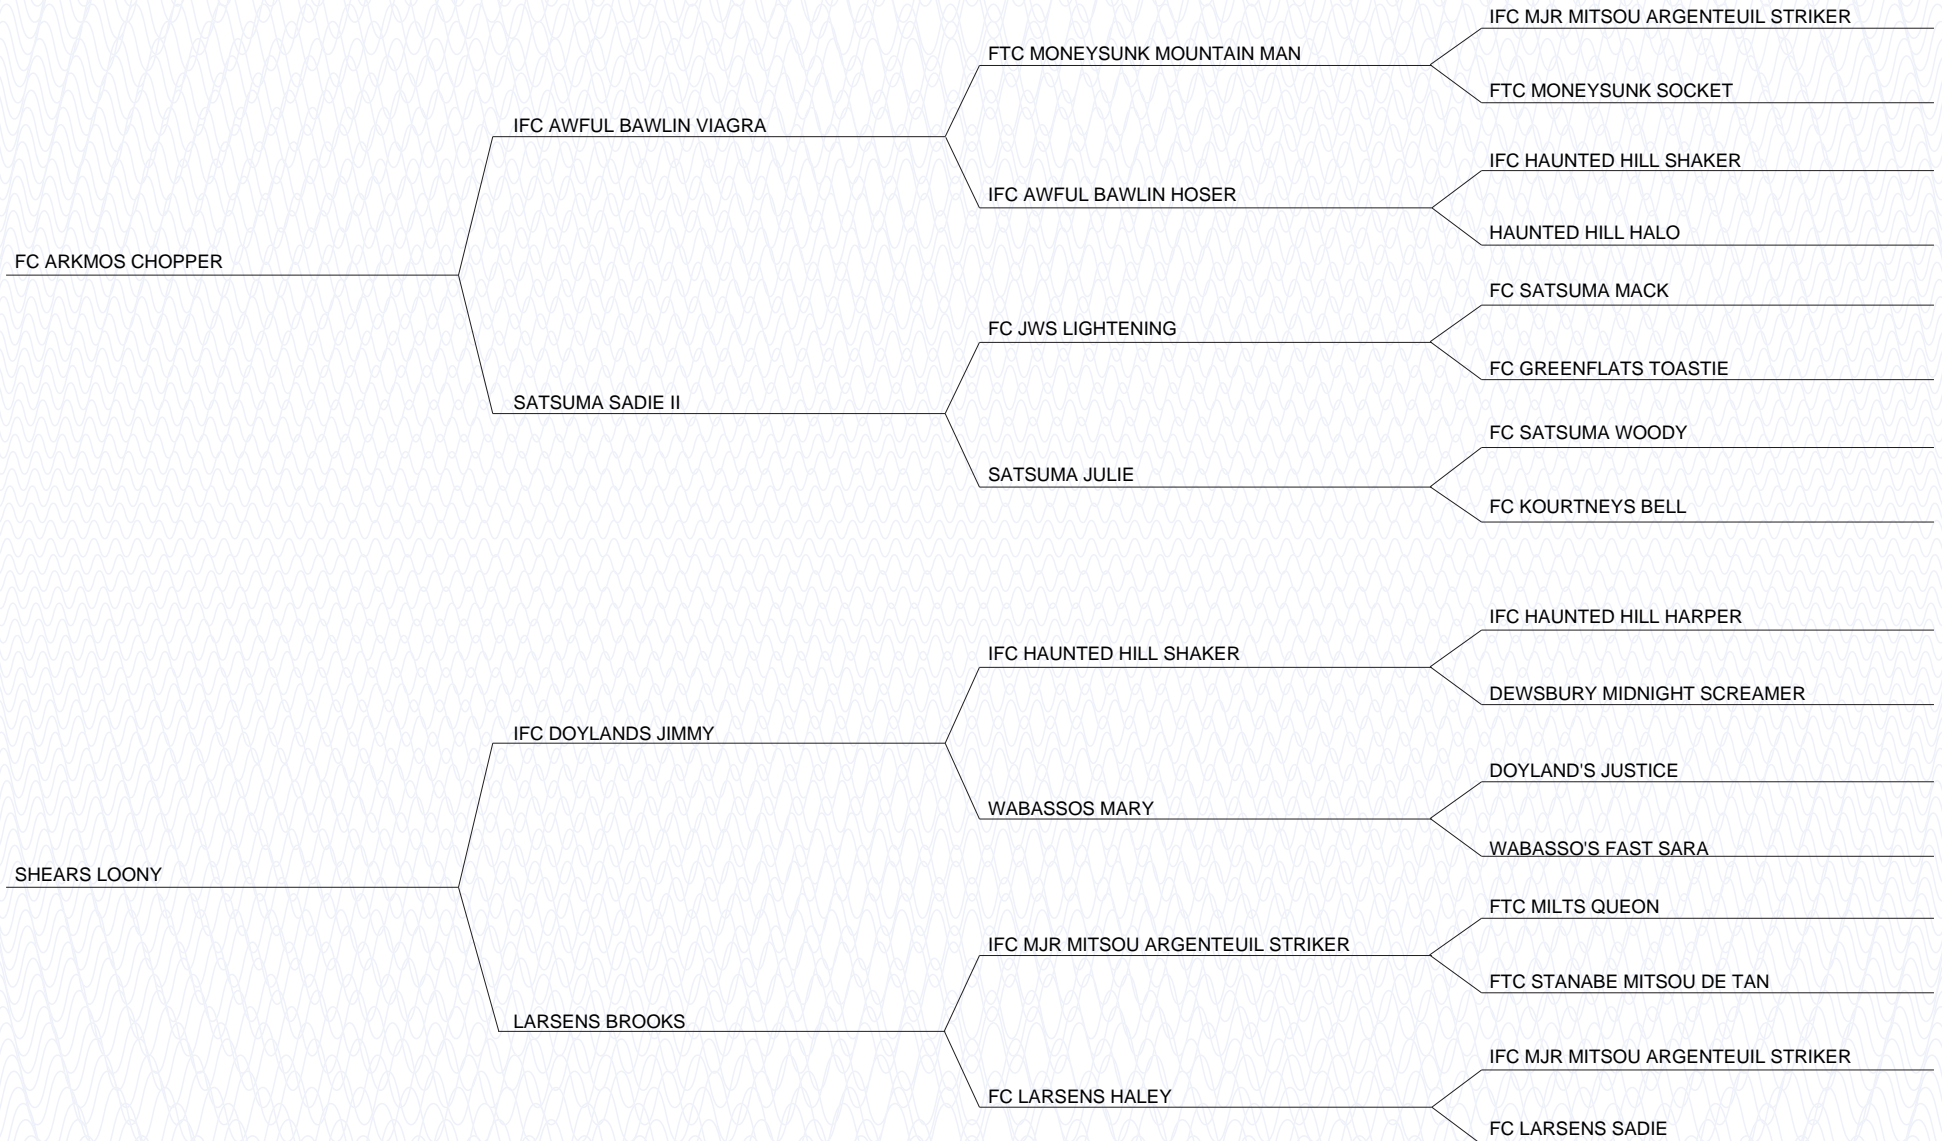 IFC MJR MITSOU ARGENTEUIL STRIKER
FTC MONEYSUNK MOUNTAIN MAN
FTC MONEYSUNK SOCKET
IFC AWFUL BAWLIN VIAGRA
IFC HAUNTED HILL SHAKER
IFC AWFUL BAWLIN HOSER
HAUNTED HILL HALO
FC ARKMOS CHOPPER
FC SATSUMA MACK
FC JWS LIGHTENING
FC GREENFLATS TOASTIE
SATSUMA SADIE II
FC SATSUMA WOODY
SATSUMA JULIE
FC KOURTNEYS BELL
IFC HAUNTED HILL HARPER
IFC HAUNTED HILL SHAKER
DEWSBURY MIDNIGHT SCREAMER
IFC DOYLANDS JIMMY
DOYLAND'S JUSTICE
WABASSOS MARY
WABASSO'S FAST SARA
SHEARS LOONY
FTC MILTS QUEON
IFC MJR MITSOU ARGENTEUIL STRIKER
FTC STANABE MITSOU DE TAN
LARSENS BROOKS
IFC MJR MITSOU ARGENTEUIL STRIKER
FC LARSENS HALEY
FC LARSENS SADIE